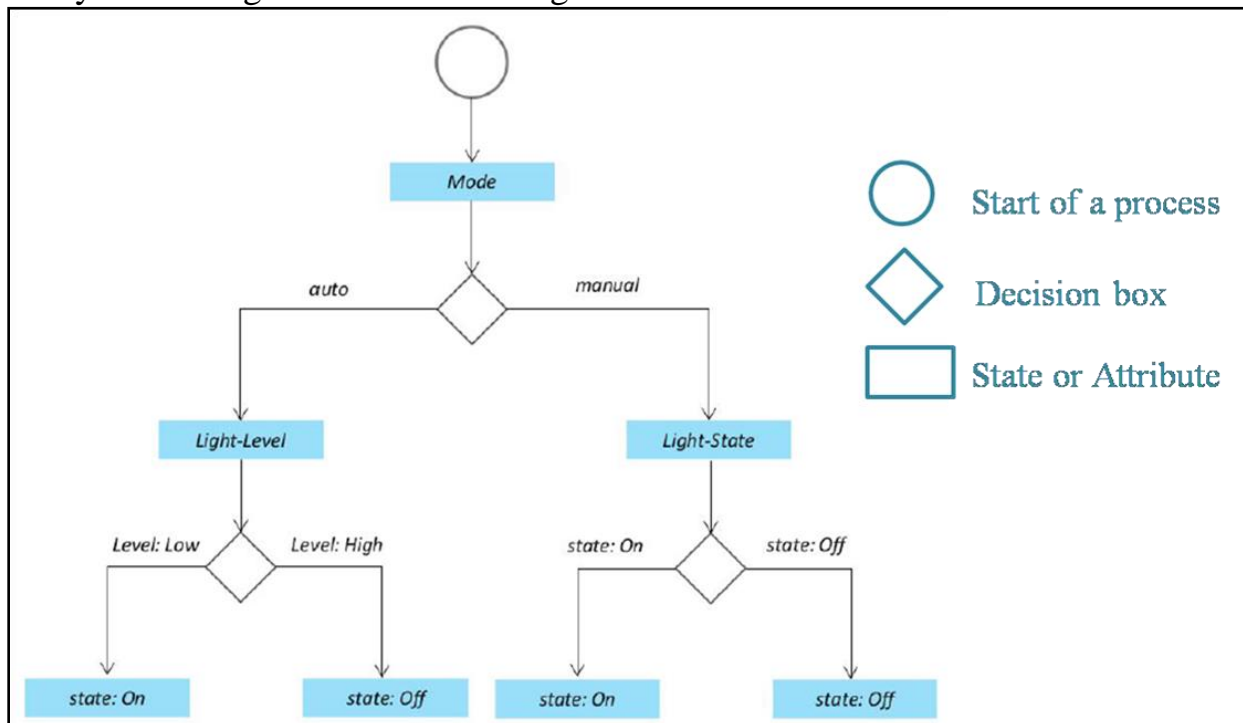 Mode
Start of a process
auto
manual
Decision box
State or Attribute
Light-Level
Light-State
Level: Low
Level: High
state: On
state: Off
state: On
state: Off
state: On
state: Off